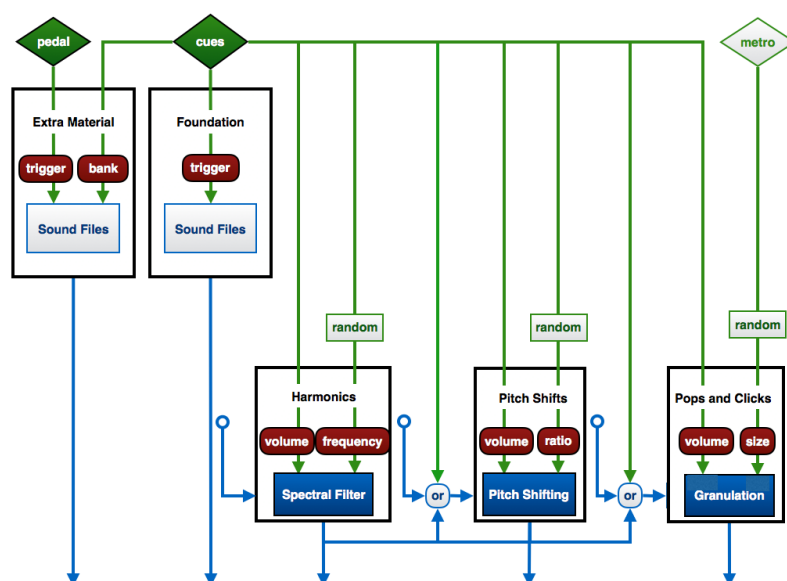 pedal
cues
metro
Extra Material
Foundation
trigger
bank
trigger
Sound Files
Sound Files
random
random
random
Harmonics
Pitch Shifts
Pops and Clicks
volume
frequency
volume
ratio
volume
size
Spectral Filter
or
Pitch Shifting
or
Granulation